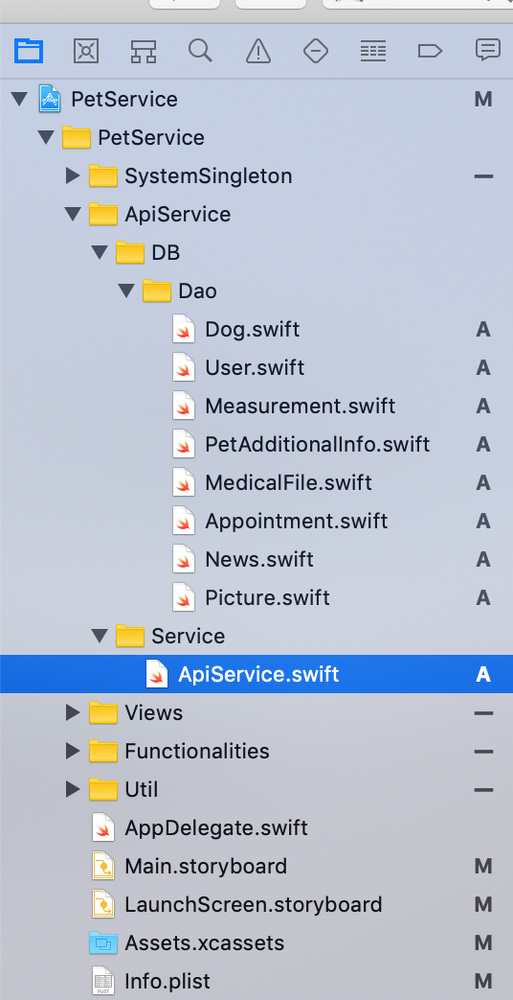 PetService M
PetService
SystemSingleton —
ApiService
DB
Dao
Dog.swift A
User.swift A
Measurement.swift A
PetAdditionalInfo.swift A
MedicalFile.swift A
Appointment.swift A
News.swift A
Picture.swift A
Service
ApiService.swift A
Views —
Functionalities —
Util —
AppDelegate.swift
Main.storyboard M
LaunchScreen.storyboard M
Assets.xcassets M
PLIST Info.plist M